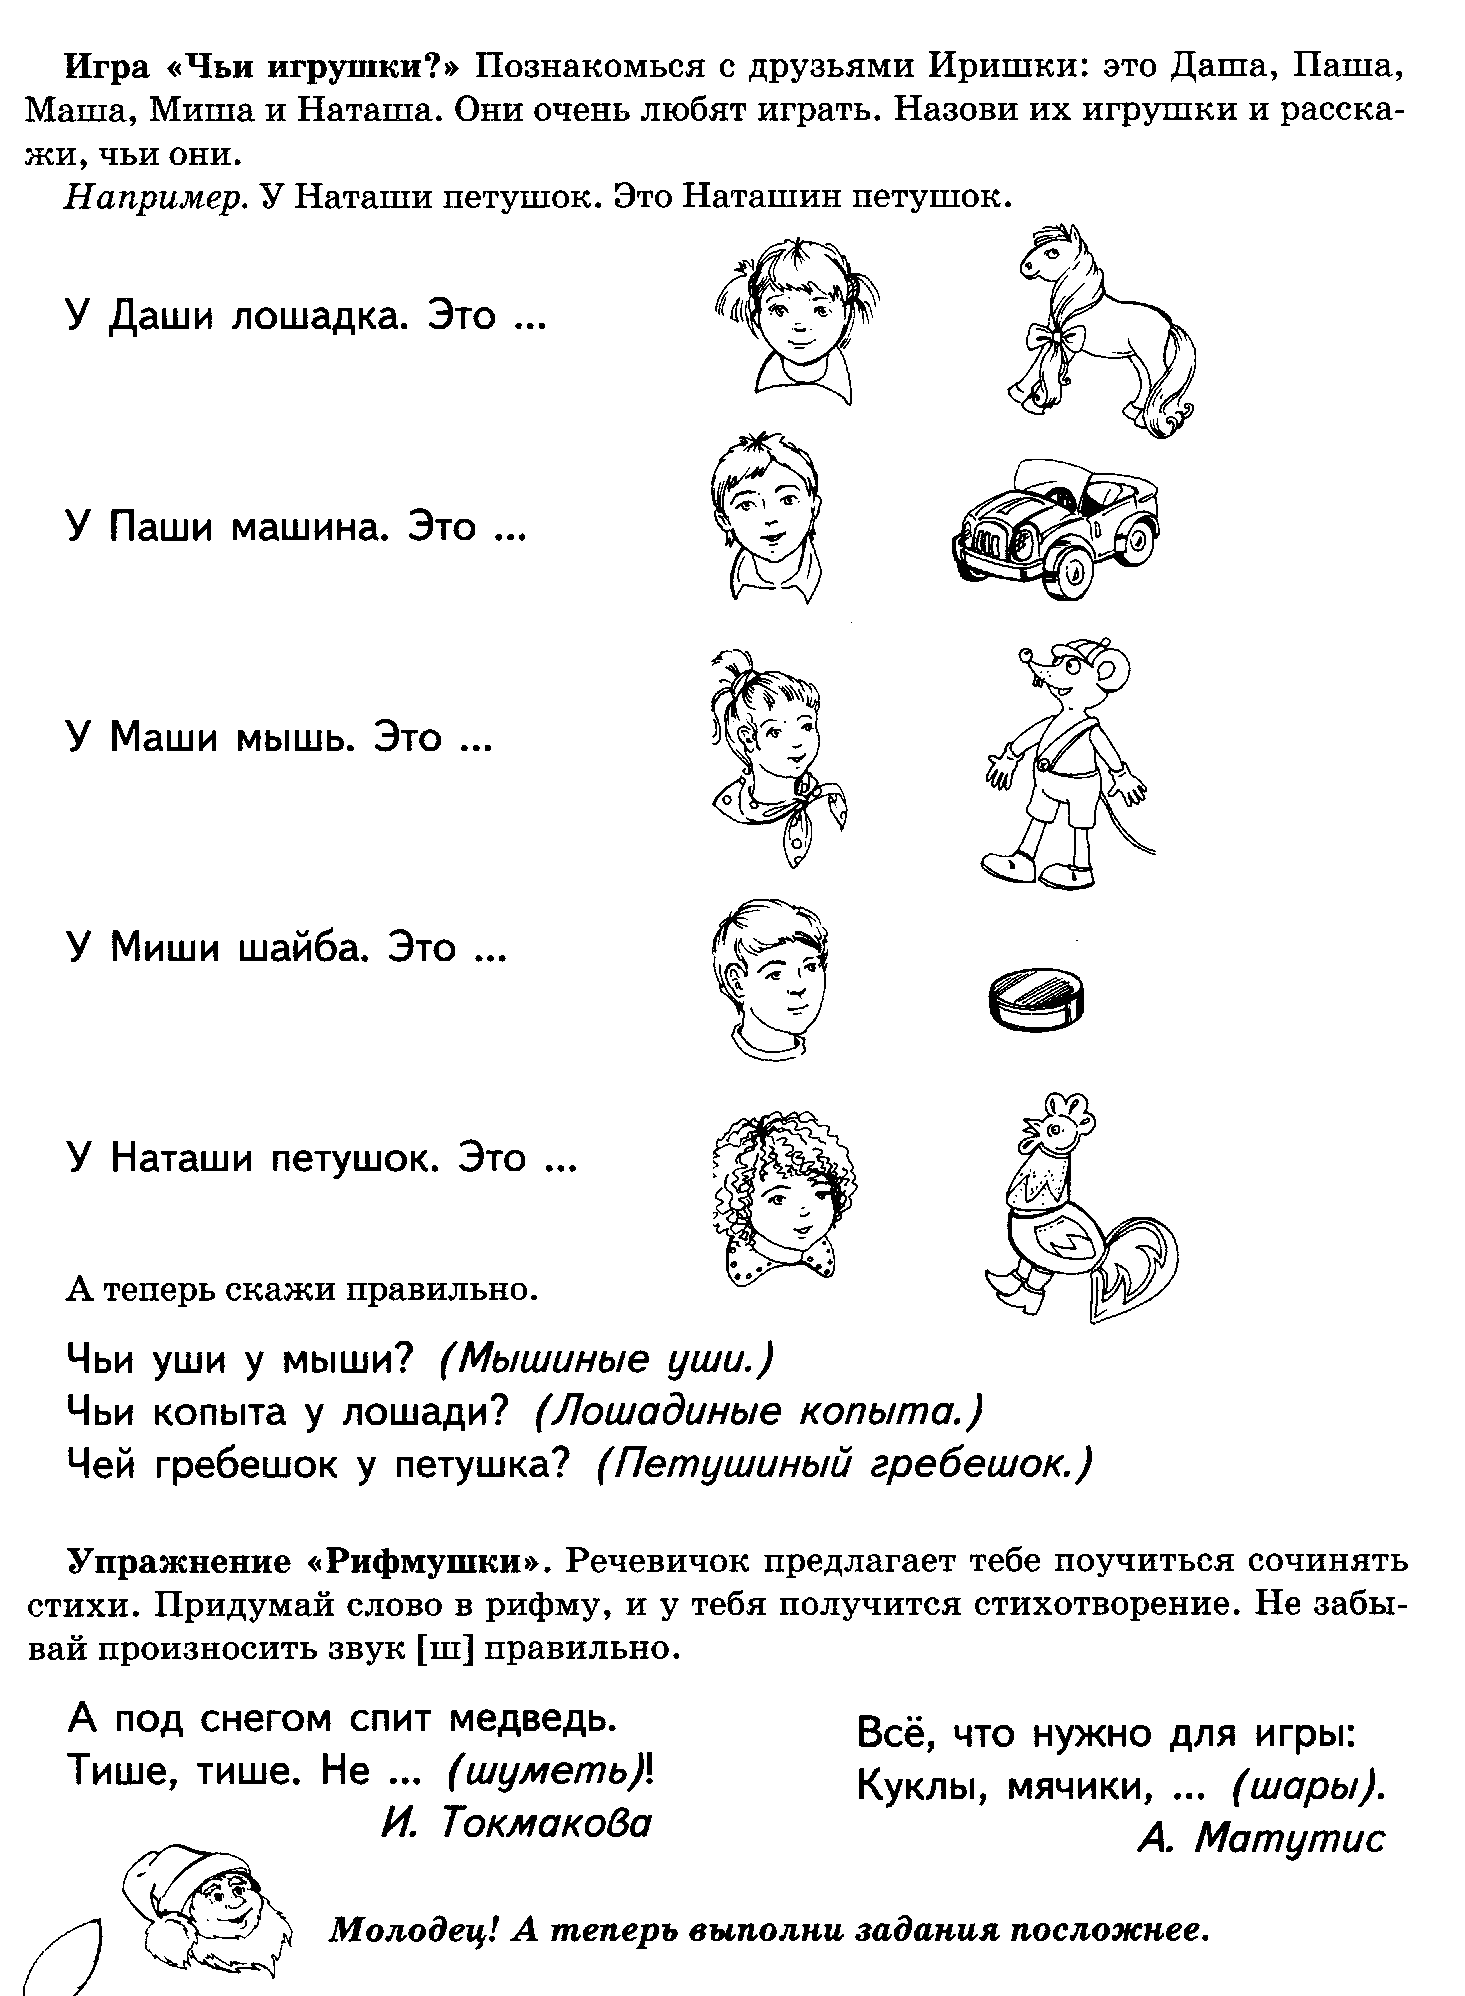 Игра «Чьи игрушки?» Познакомься с друзьями Иришки: это Даша, Паша,
Маша, Миша и Наташа. Они очень любят играть. Назови их игрушки и расска-
жи, чьи они.
Например. У Наташи петушок. Это Наташин петушок.
У Даши лошадка. Это ...
У Паши машина. Это ...
У Маши мышь. Это ...
У Миши шайба. Это ...
У Наташи петушок. Это ...
А теперь скажи правильно.
Чьи уши у мыши? (Мышиные уши.)
Чьи копыта у лошади? (Лошадиные копыта.)
Чей гребешок у петушка? (Петушиный гребешок.)
Упражнение «Рифмушки». Речевичок предлагает тебе поучиться сочинять
стихи. Придумай слово в рифму, и у тебя получится стихотворение. Не забы-
вай произносить звук [ш] правильно.
А под снегом спит медведь.
Тише, тише. Не ... (шуметь)!
И. Токмакова
Всё, что нужно для игры:
Куклы, мячики, ... (шары).
А. Матутис
Молодец! А теперь выполни задания посложнее.